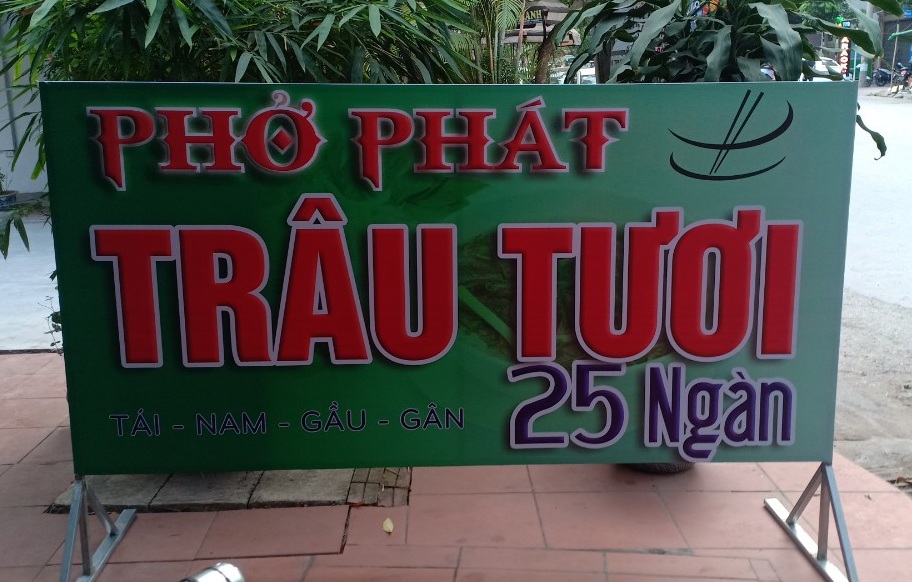 PHỞ PHÁT
TRÂU TƯƠI
25 Ngàn
TÁI - NAM - GẦU - GÂN